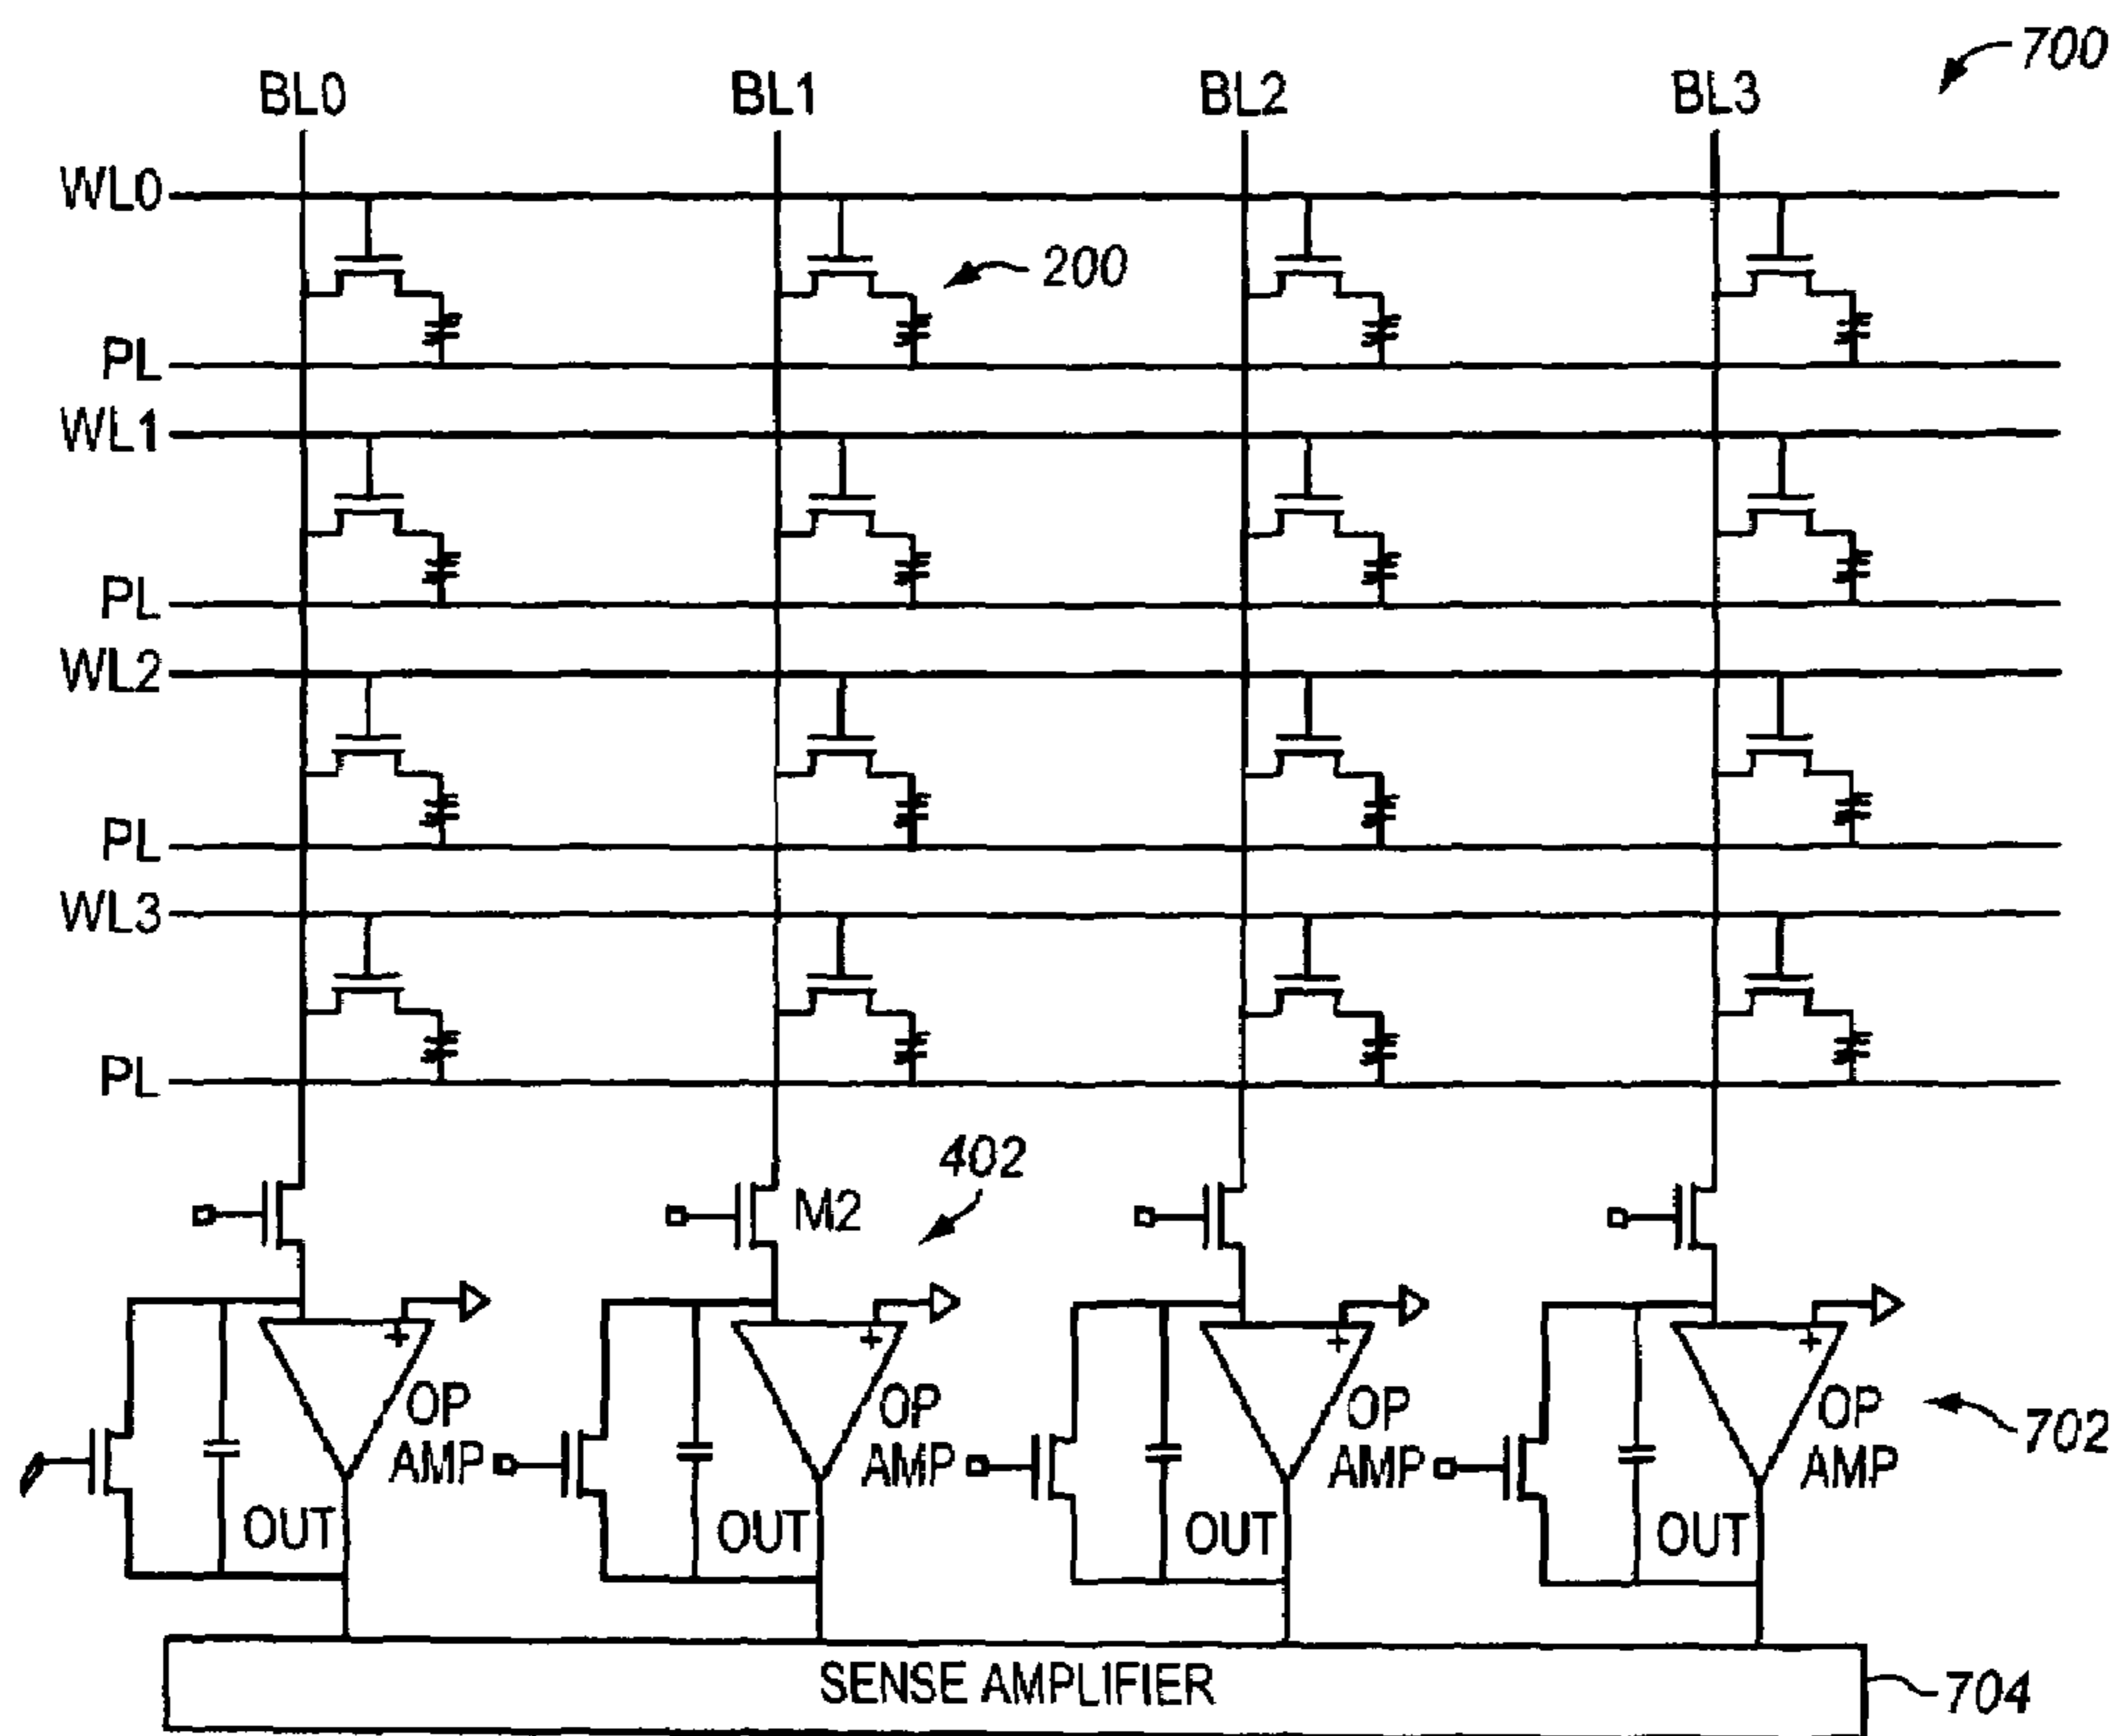 700
BL0 BL1 BL2 BL3
WL0
200
PL
WL1
PL
WL2
PL
WL3
PL
402
M2
+ + + +
OP AMP OP AMP OP AMP OP AMP
702
OUT OUT OUT OUT
SENSE AMPLIFIER
704